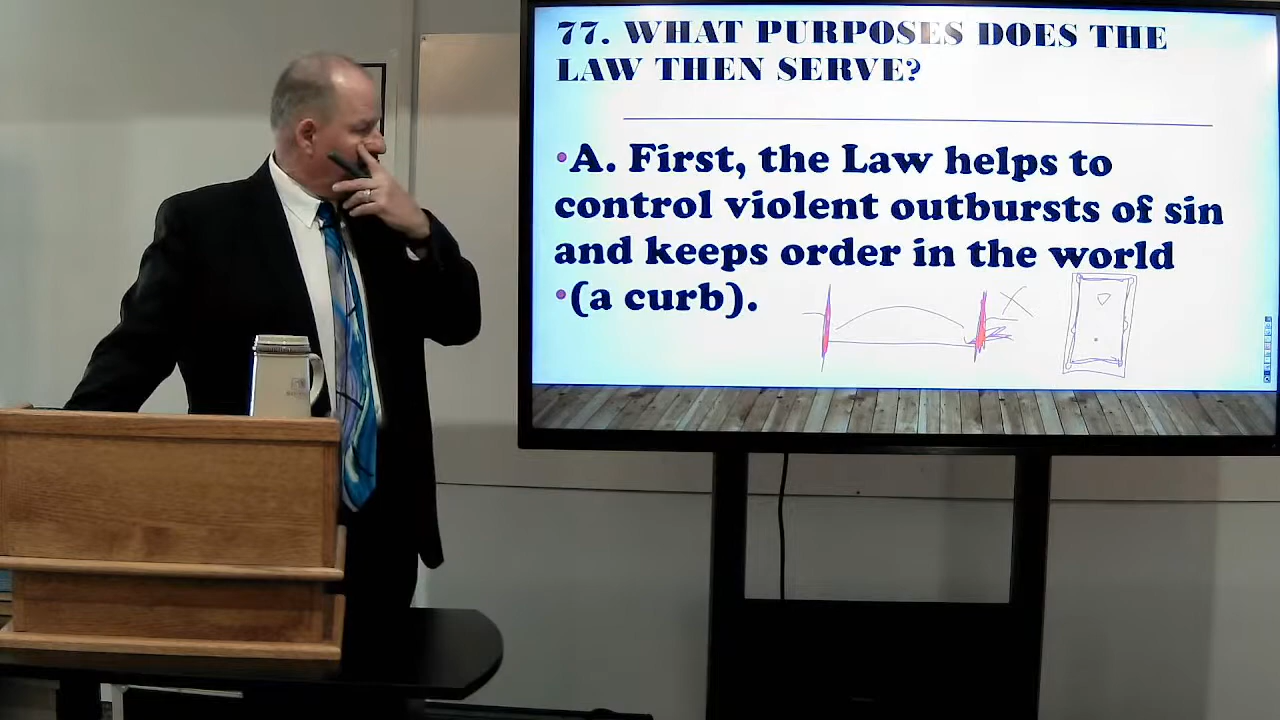 77. WHAT PURPOSES DOES THE
LAW THEN SERVE?
•A. First, the Law helps to
control violent outbursts of sin
and keeps order in the world
•(a curb).